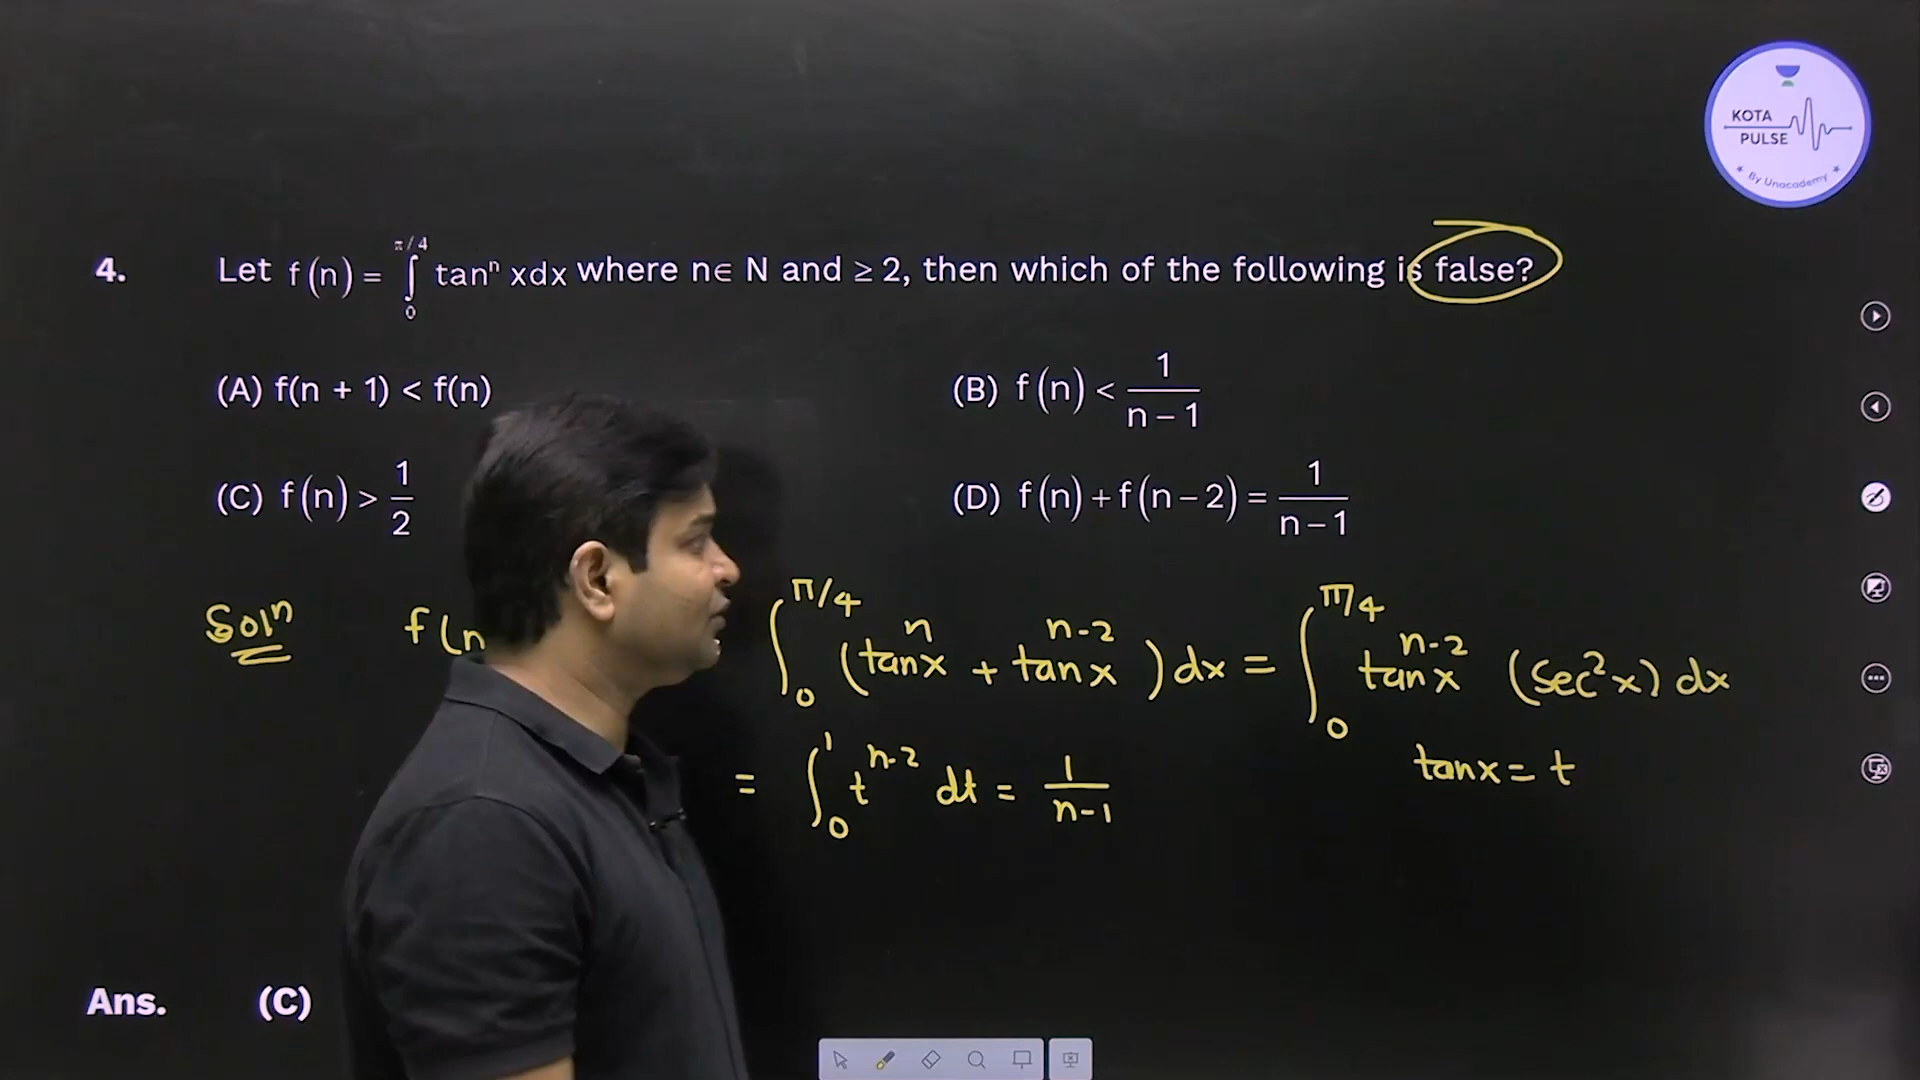 KOTA
PULSE
★ By Unacademy ★
4. Let f(n) = ∫₀^{π/4} tanⁿ xdx where n∈ N and ≥ 2, then which of the following is false?
(A) f(n + 1) < f(n) (B) f(n) < 1/(n – 1)
(C) f(n) > 1/2 (D) f(n) + f(n – 2) = 1/(n – 1)
Solⁿ f(n ∫₀^{π/4} (tanⁿx + tanⁿ⁻²x) dx = ∫₀^{π/4} tanⁿ⁻²x (sec²x) dx
= ∫₀¹ tⁿ⁻² dt = 1/(n-1) tanx = t
Ans. (C)